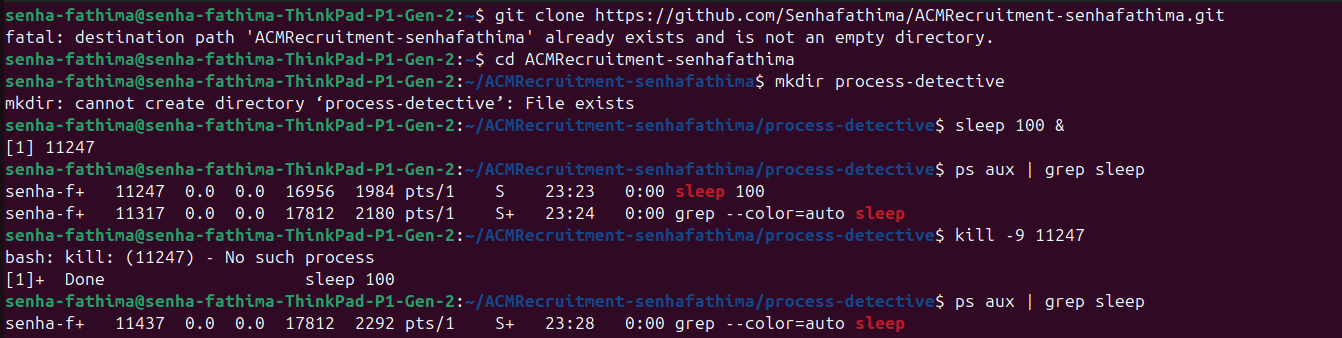 senha-fathima@senha-fathima-ThinkPad-P1-Gen-2:~$ git clone https://github.com/Senhafathima/ACMRecruitment-senhafathima.git
fatal: destination path 'ACMRecruitment-senhafathima' already exists and is not an empty directory.
senha-fathima@senha-fathima-ThinkPad-P1-Gen-2:~$ cd ACMRecruitment-senhafathima
senha-fathima@senha-fathima-ThinkPad-P1-Gen-2:~/ACMRecruitment-senhafathima$ mkdir process-detective
mkdir: cannot create directory ‘process-detective’: File exists
senha-fathima@senha-fathima-ThinkPad-P1-Gen-2:~/ACMRecruitment-senhafathima/process-detective$ sleep 100 &
[1] 11247
senha-fathima@senha-fathima-ThinkPad-P1-Gen-2:~/ACMRecruitment-senhafathima/process-detective$ ps aux | grep sleep
senha-f+   11247  0.0  0.0  16956  1984 pts/1    S    23:23   0:00 sleep 100
senha-f+   11317  0.0  0.0  17812  2180 pts/1    S+   23:24   0:00 grep --color=auto sleep
senha-fathima@senha-fathima-ThinkPad-P1-Gen-2:~/ACMRecruitment-senhafathima/process-detective$ kill -9 11247
bash: kill: (11247) - No such process
[1]+  Done                    sleep 100
senha-fathima@senha-fathima-ThinkPad-P1-Gen-2:~/ACMRecruitment-senhafathima/process-detective$ ps aux | grep sleep
senha-f+   11437  0.0  0.0  17812  2292 pts/1    S+   23:28   0:00 grep --color=auto sleep